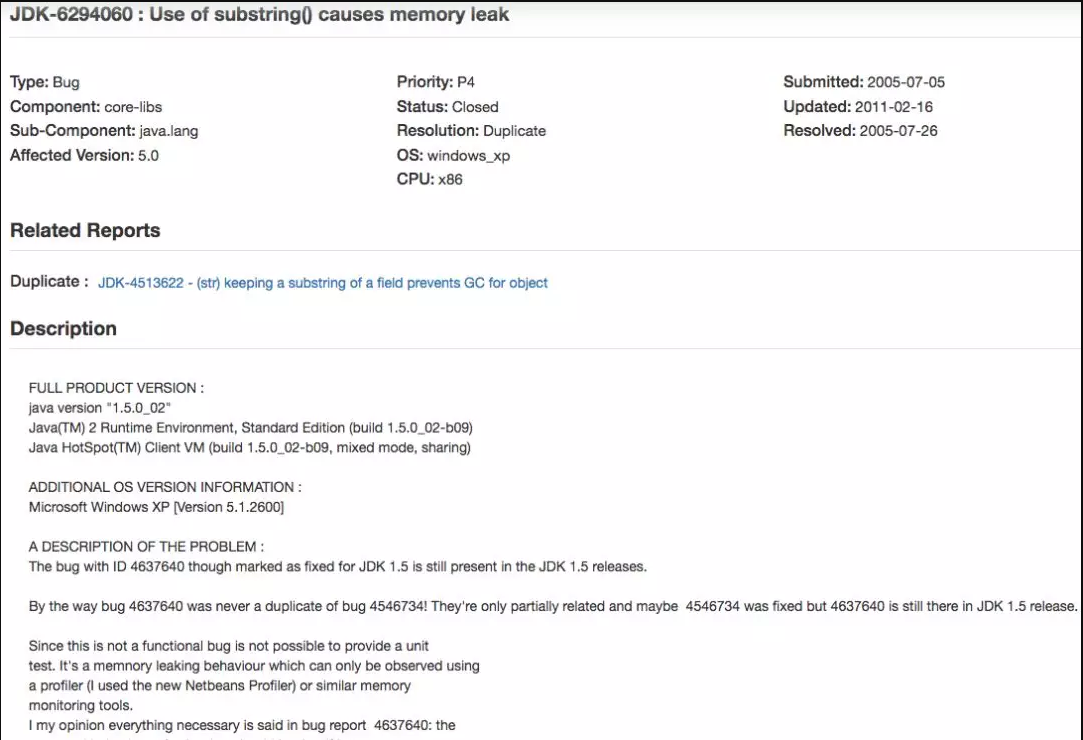 JDK-6294060 : Use of substring() causes memory leak
Type: Bug
Priority: P4
Submitted: 2005-07-05
Component: core-libs
Status: Closed
Updated: 2011-02-16
Sub-Component: java.lang
Resolution: Duplicate
Resolved: 2005-07-26
Affected Version: 5.0
OS: windows_xp
CPU: x86
Related Reports
Duplicate : JDK-4513622 - (str) keeping a substring of a field prevents GC for object
Description
FULL PRODUCT VERSION :
java version "1.5.0_02"
Java(TM) 2 Runtime Environment, Standard Edition (build 1.5.0_02-b09)
Java HotSpot(TM) Client VM (build 1.5.0_02-b09, mixed mode, sharing)
ADDITIONAL OS VERSION INFORMATION :
Microsoft Windows XP [Version 5.1.2600]
A DESCRIPTION OF THE PROBLEM :
The bug with ID 4637640 though marked as fixed for JDK 1.5 is still present in the JDK 1.5 releases.
By the way bug 4637640 was never a duplicate of bug 4546734! They're only partially related and maybe 4546734 was fixed but 4637640 is still there in JDK 1.5 release.
Since this is not a functional bug is not possible to provide a unit
test. It's a memnory leaking behaviour which can only be observed using
a profiler (I used the new Netbeans Profiler) or similar memory
monitoring tools.
I my opinion everything necessary is said in bug report 4637640: the